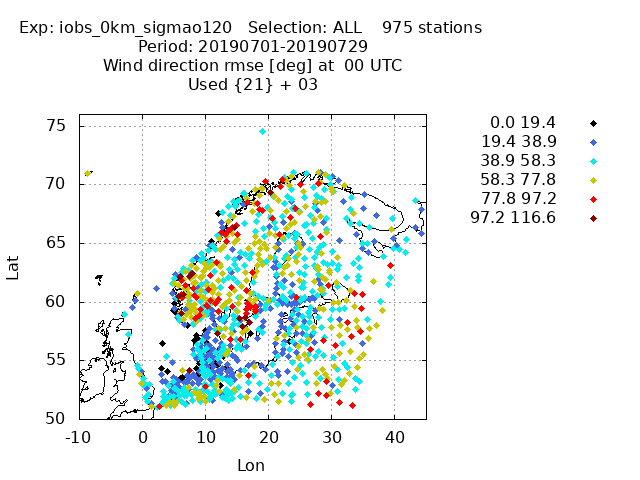 Exp: iobs_0km_sigmao120 Selection: ALL 975 stations
Period: 20190701-20190729
Wind direction rmse [deg] at 00 UTC
Used {21} + 03
0.0 19.4
19.4 38.9
38.9 58.3
58.3 77.8
77.8 97.2
97.2 116.6
75
70
65
60
55
50
Lat
-10 0 10 20 30 40
Lon